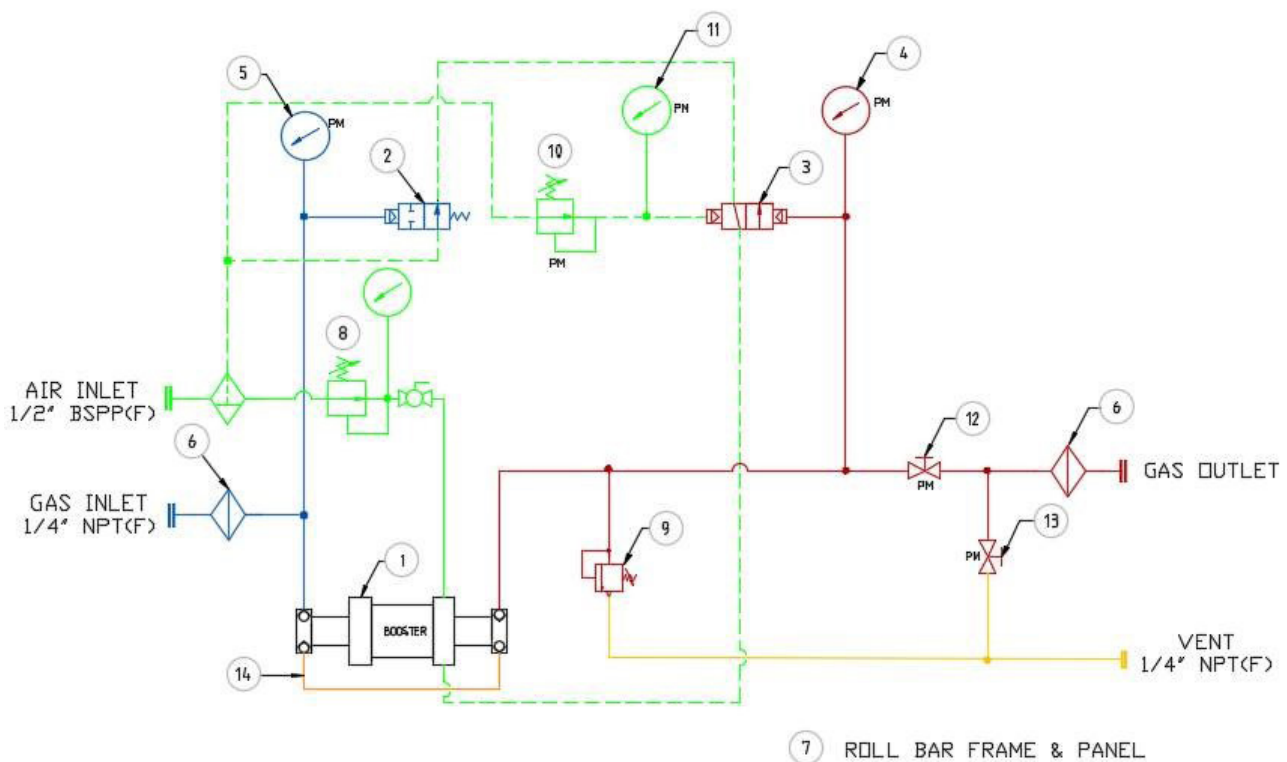 11
4
5
PM
PN
PM
10
2
3
PM
8
AIR INLET
1/2" BSPP(F)
6
12
6
GAS INLET
1/4" NPT(F)
PM
GAS OUTLET
9
13
PN
1
BOOSTER
VENT
1/4" NPT(F)
14
7 ROLL BAR FRAME & PANEL